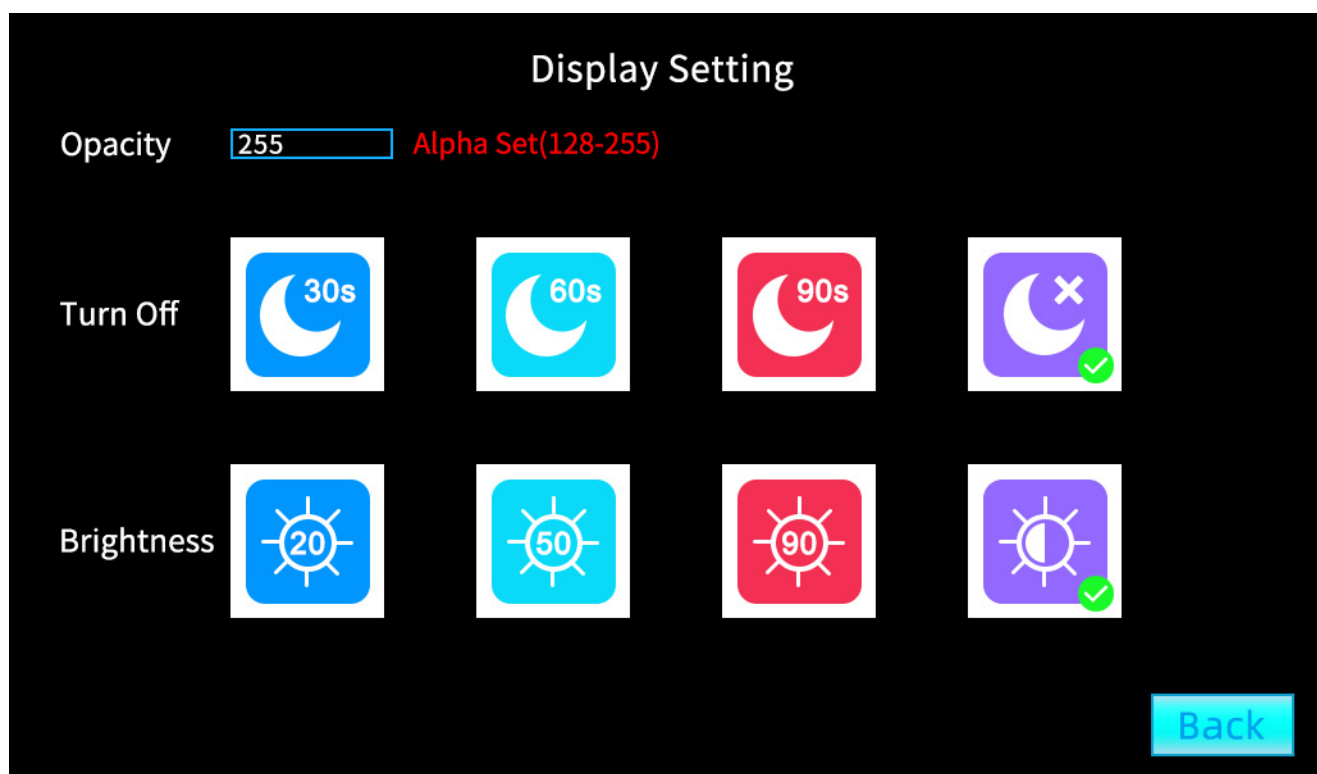 Display Setting
Opacity 255 Alpha Set(128-255)
Turn Off 30s 60s 90s
Brightness 20 50 90
Back